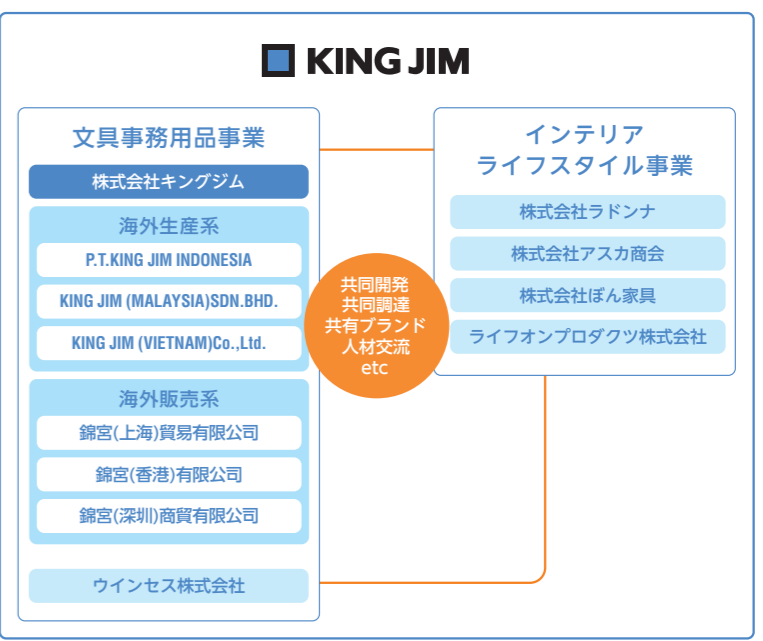 KING JIM
文具事務用品事業
株式会社キングジム
海外生産系
P.T.KING JIM INDONESIA
KING JIM (MALAYSIA)SDN.BHD.
KING JIM (VIETNAM)Co.,Ltd.
海外販売系
錦宮(上海)貿易有限公司
錦宮(香港)有限公司
錦宮(深圳)商貿有限公司
ウインセス株式会社
共同開発
共同調達
共有ブランド
人材交流
etc
インテリア
ライフスタイル事業
株式会社ラドンナ
株式会社アスカ商会
株式会社ぼん家具
ライフオンプロダクツ株式会社